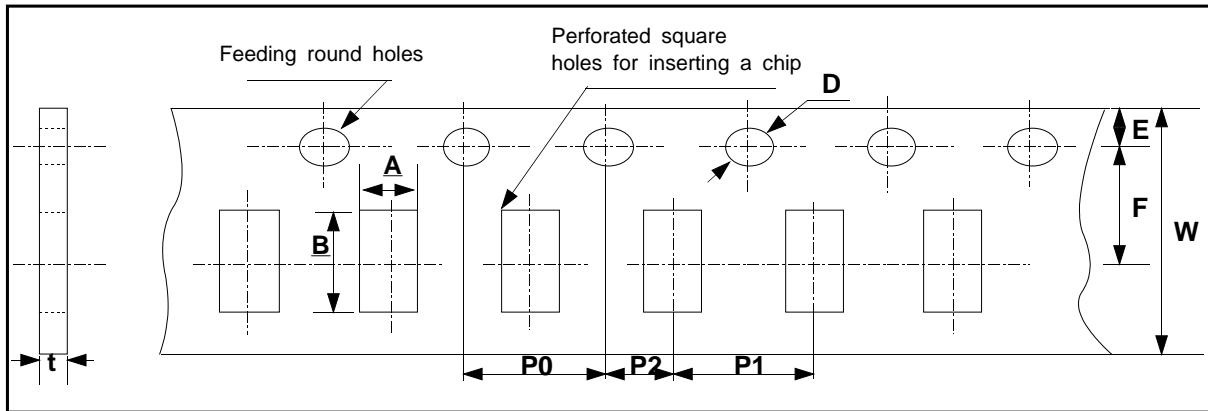 Feeding round holes
Perforated square
holes for inserting a chip
D
E
A
F
W
B
t
P0
P2
P1